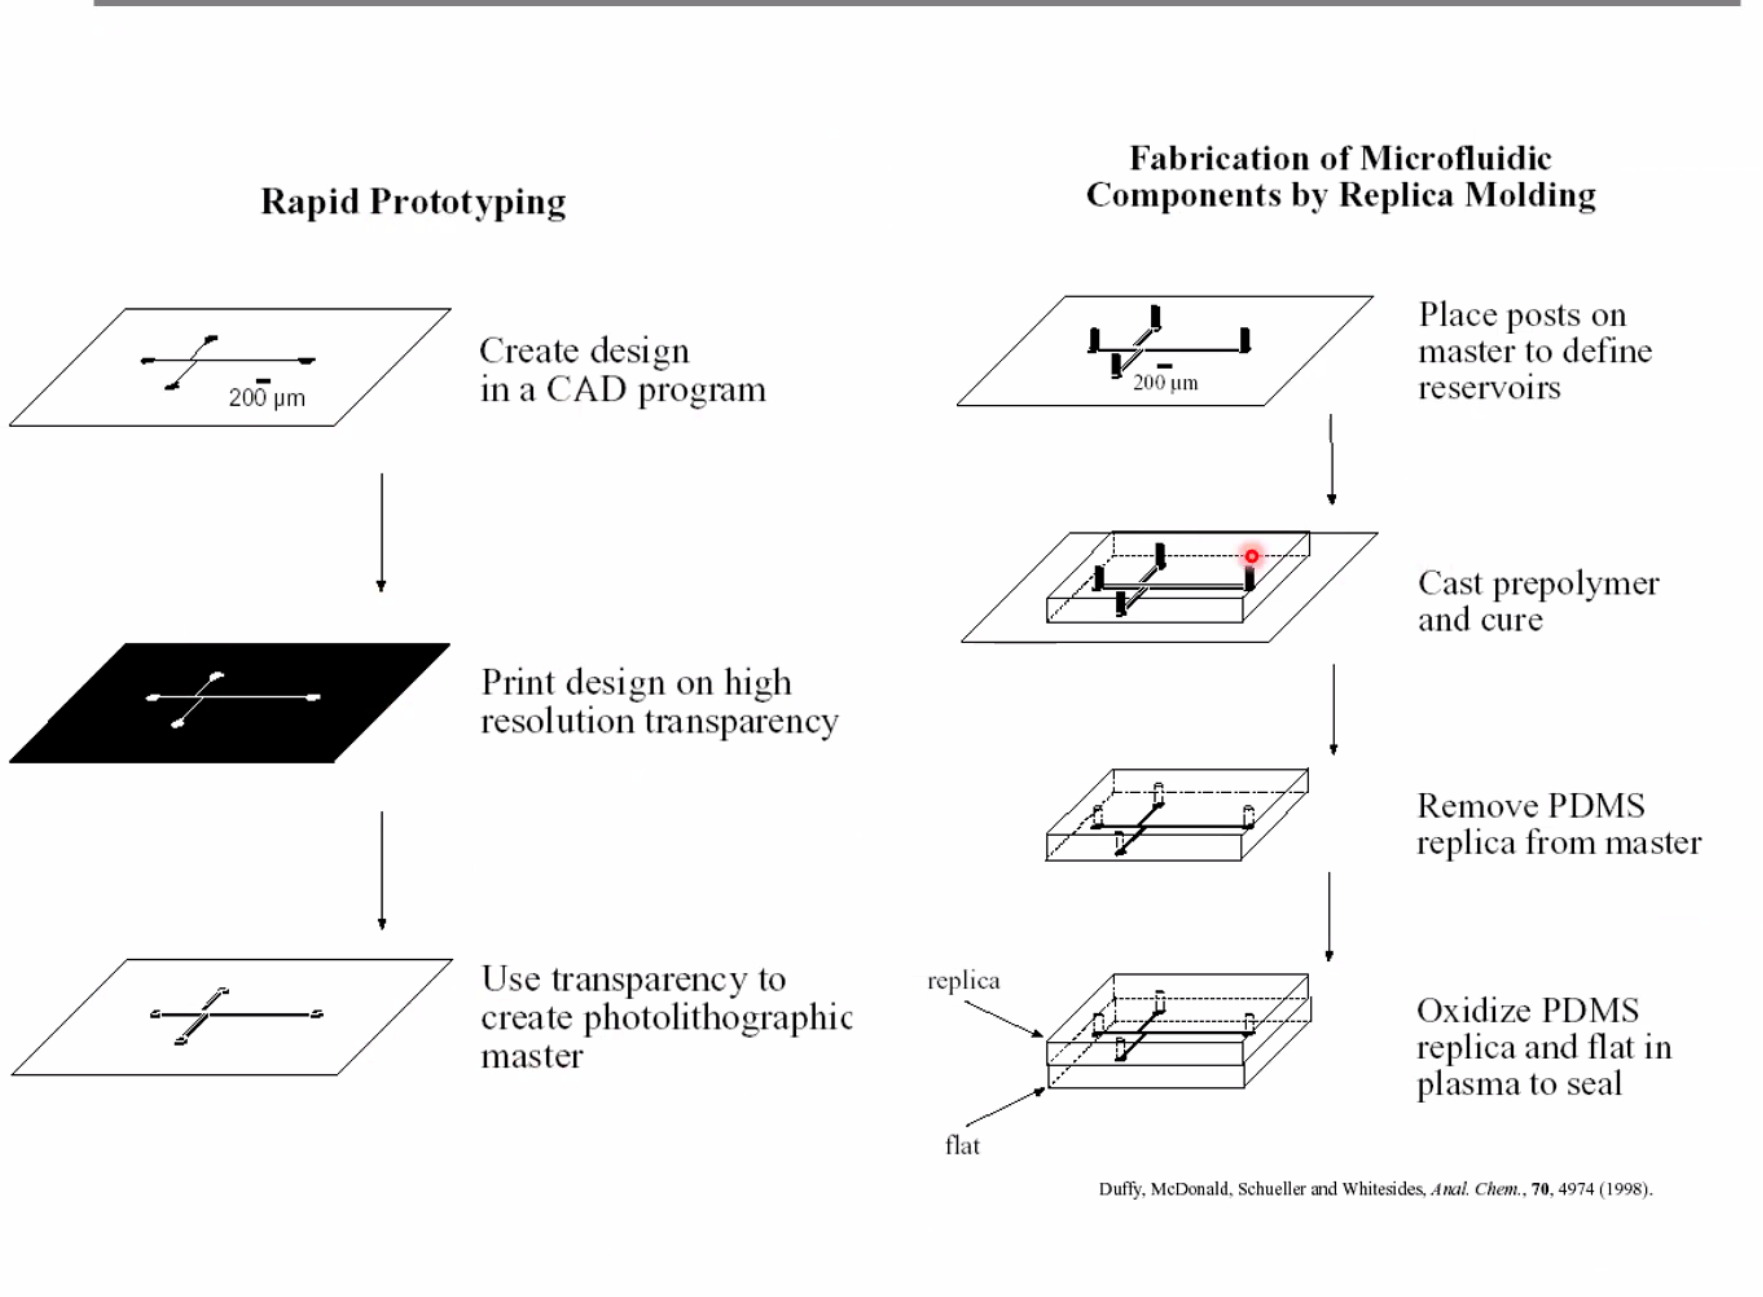 Rapid Prototyping
Create design
in a CAD program
200 μm
Print design on high
resolution transparency
Use transparency to
create photolithographic
master
Fabrication of Microfluidic
Components by Replica Molding
Place posts on
master to define
reservoirs
200 μm
Cast prepolymer
and cure
Remove PDMS
replica from master
replica
Oxidize PDMS
replica and flat in
plasma to seal
flat
Duffy, McDonald, Schueller and Whitesides, Anal. Chem., 70, 4974 (1998).